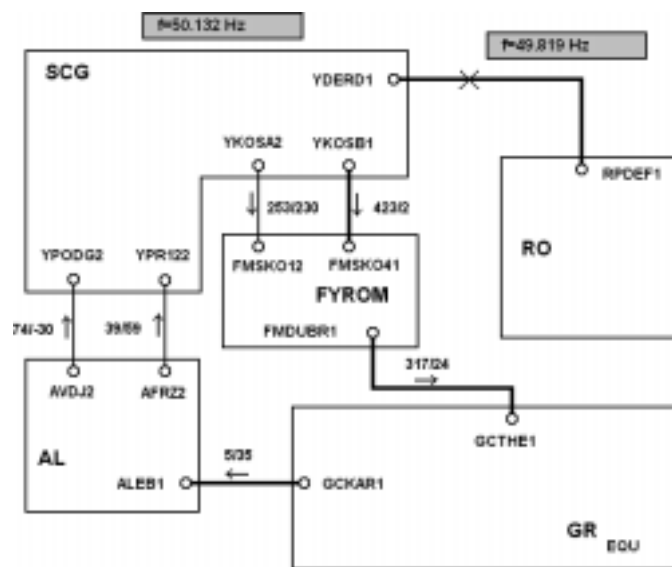 f=50.132 Hz
f=49.819 Hz
SCG
YDERD1
YKOSA2
YKOSB1
RPDEF1
253/230
423/2
RO
YPODG2
YPR122
FMSKO12
FMSKO41
FYROM
74/-30
39/59
FMDUBR1
317/24
AVDJ2
AFRZ2
GCTHE1
AL
5/35
ALEB1
GCKAR1
GR
EQU